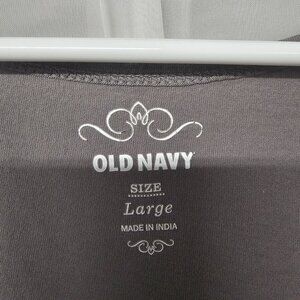 OLD NAVY
SIZE
Large
MADE IN INDIA